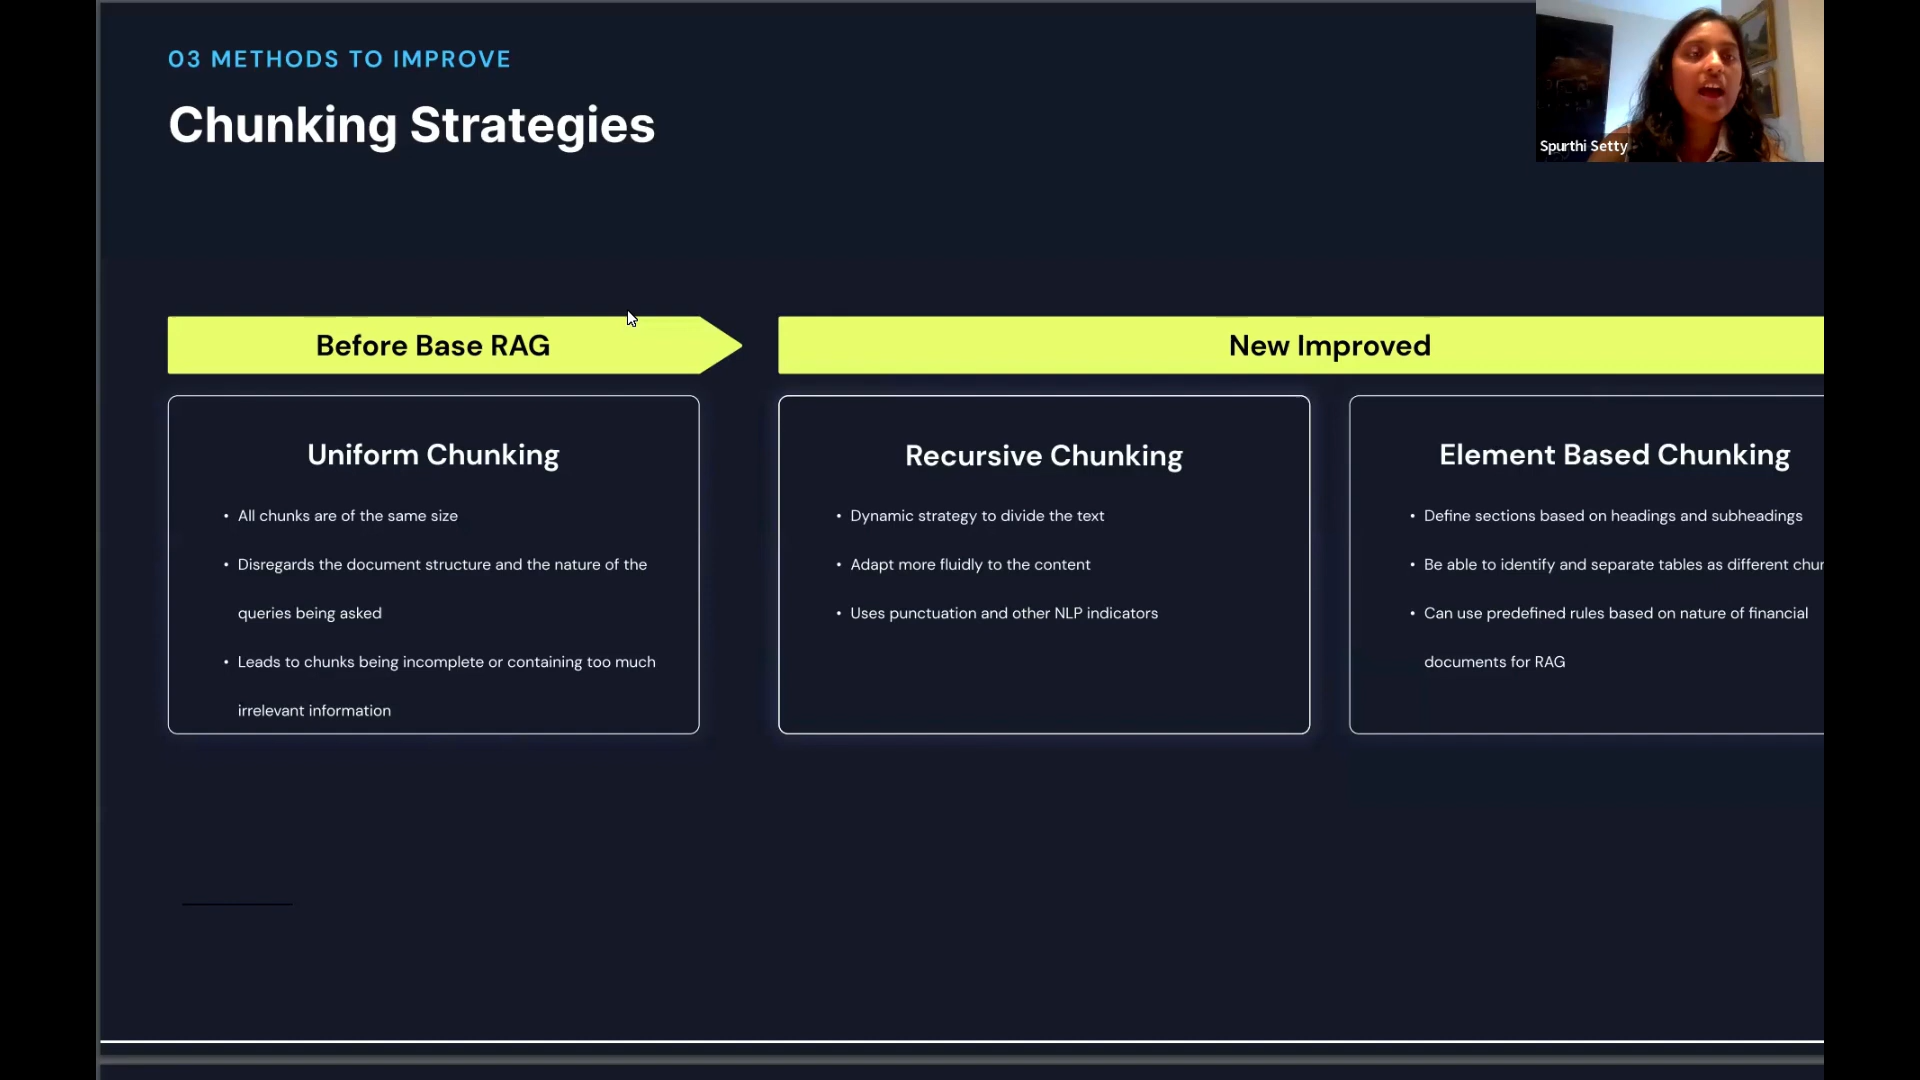 03 METHODS TO IMPROVE
Chunking Strategies
Spurthi Setty
Before Base RAG
New Improved
Uniform Chunking
• All chunks are of the same size
• Disregards the document structure and the nature of the
queries being asked
• Leads to chunks being incomplete or containing too much
irrelevant information
Recursive Chunking
• Dynamic strategy to divide the text
• Adapt more fluidly to the content
• Uses punctuation and other NLP indicators
Element Based Chunking
• Define sections based on headings and subheadings
• Be able to identify and separate tables as different
• Can use predefined rules based on nature of financial
documents for RAG